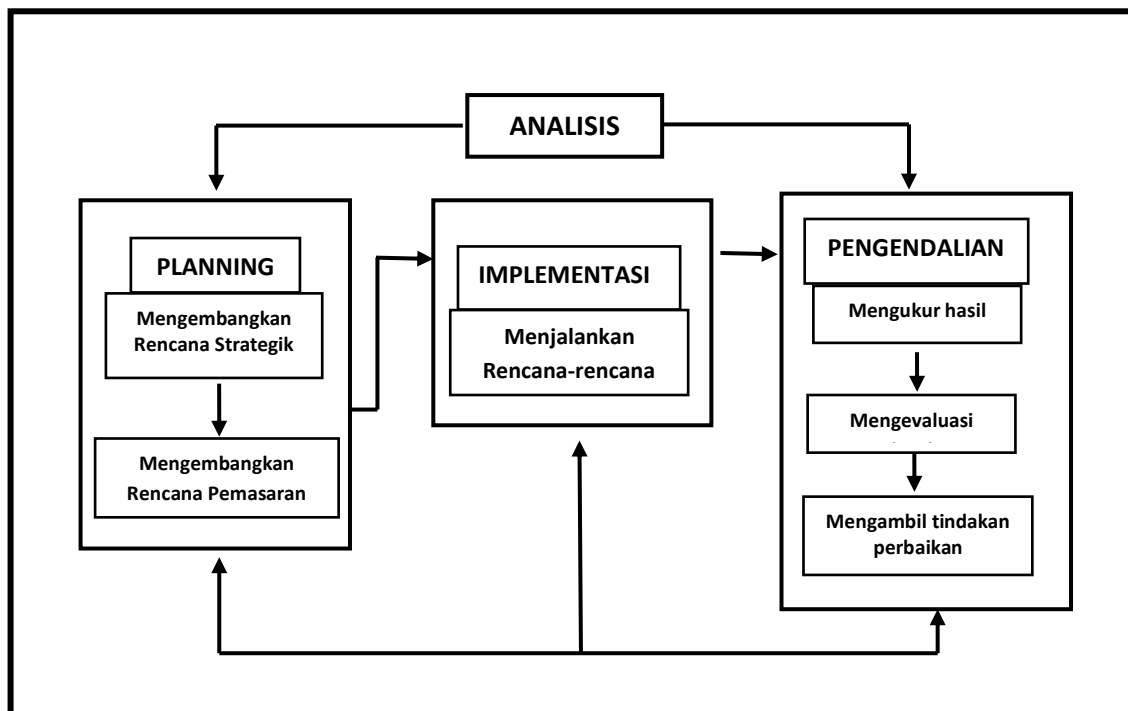 ANALISIS
PLANNING
Mengembangkan
Rencana Strategik
Mengembangkan
Rencana Pemasaran
IMPLEMENTASI
Menjalankan
Rencana-rencana
PENGENDALIAN
Mengukur hasil
Mengevaluasi
Mengambil tindakan
perbaikan